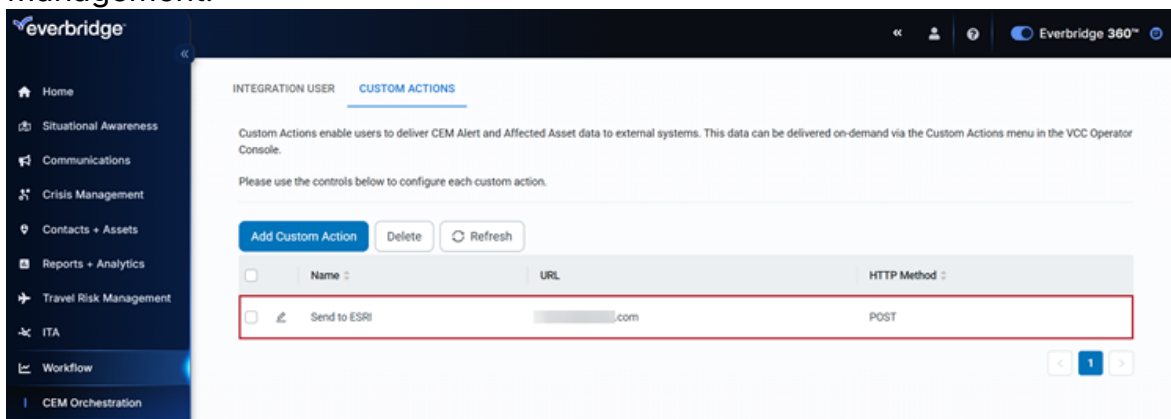 management.
everbridge
Everbridge 360™
Home
Situational Awareness
Communications
Crisis Management
Contacts + Assets
Reports + Analytics
Travel Risk Management
ITA
Workflow
CEM Orchestration
INTEGRATION USER
CUSTOM ACTIONS
Custom Actions enable users to deliver CEM Alert and Affected Asset data to external systems. This data can be delivered on-demand via the Custom Actions menu in the VCC Operator
Console.
Please use the controls below to configure each custom action.
Add Custom Action
Delete
Refresh
Name
URL
HTTP Method
Send to ESRI
.com
POST
1